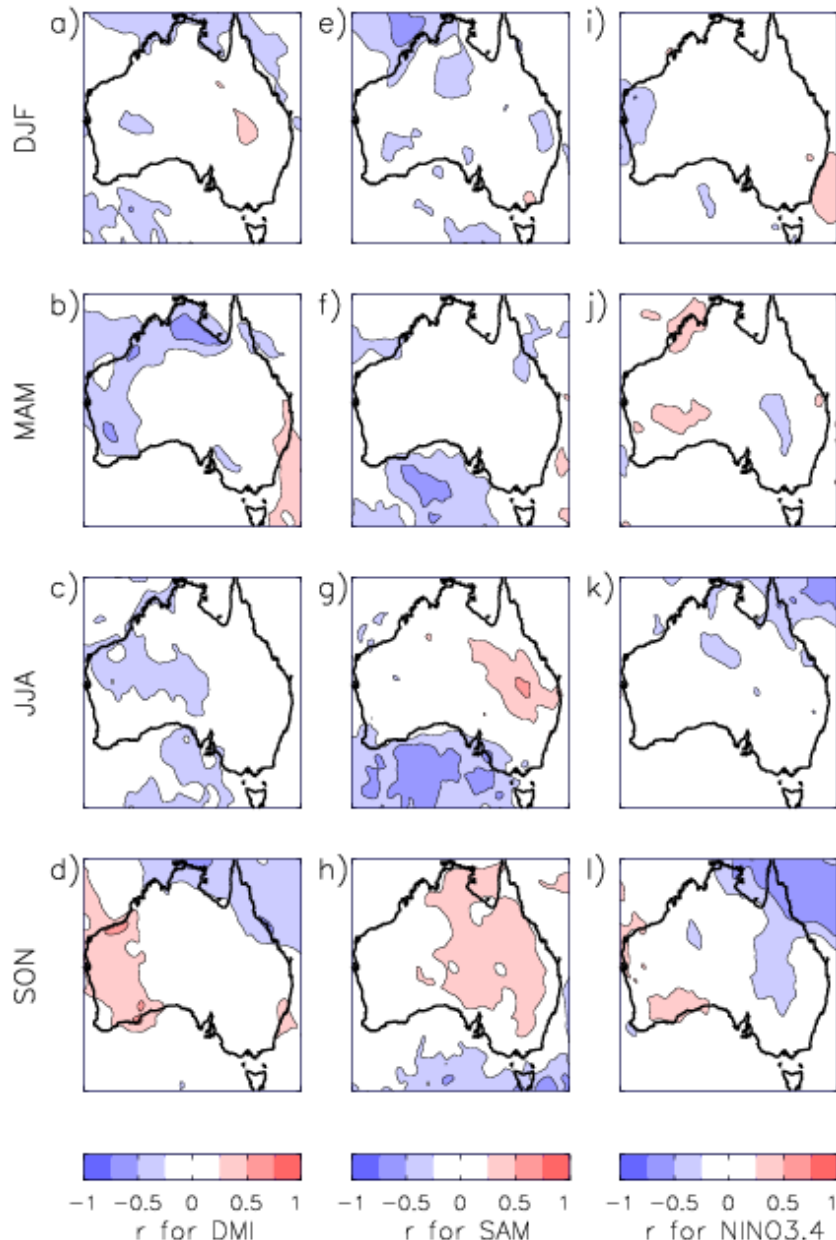 a) e) i)
DJF
b) f) j)
MAM
c) g) k)
JJA
d) h) l)
SON
−1 −0.5 0 0.5 1 −1 −0.5 0 0.5 1 −1 −0.5 0 0.5 1
r for DMI r for SAM r for NINO3.4